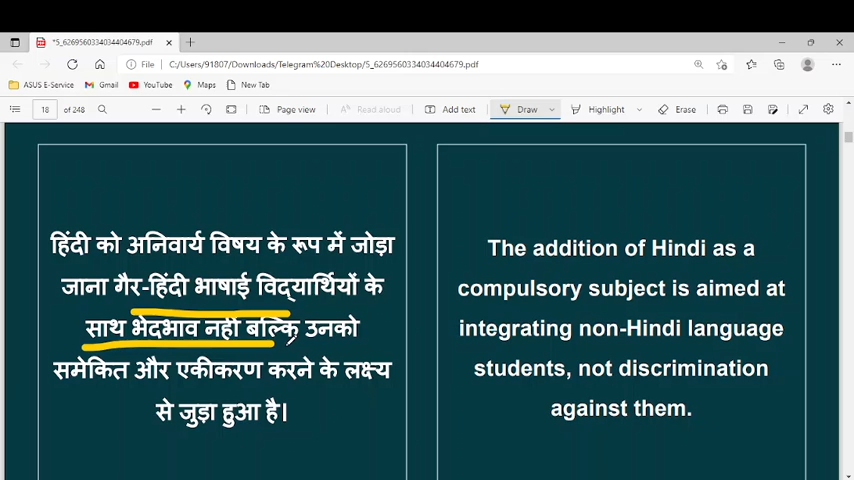 *5_6269560334034404679.pdf
File
C:/Users/91807/Downloads/Telegram%20Desktop/5_6269560334034404679.pdf
ASUS E-Service
Gmail
YouTube
Maps
New Tab
18 of 248
Page view
Read aloud
Add text
Draw
Highlight
Erase
हिंदी को अनिवार्य विषय के रूप में जोड़ा
जाना गैर-हिंदी भाषाई विद्यार्थियों के
साथ भेदभाव नही बल्कि उनको
समेकित और एकीकरण करने के लक्ष्य
से जुड़ा हुआ है।
The addition of Hindi as a
compulsory subject is aimed at
integrating non-Hindi language
students, not discrimination
against them.